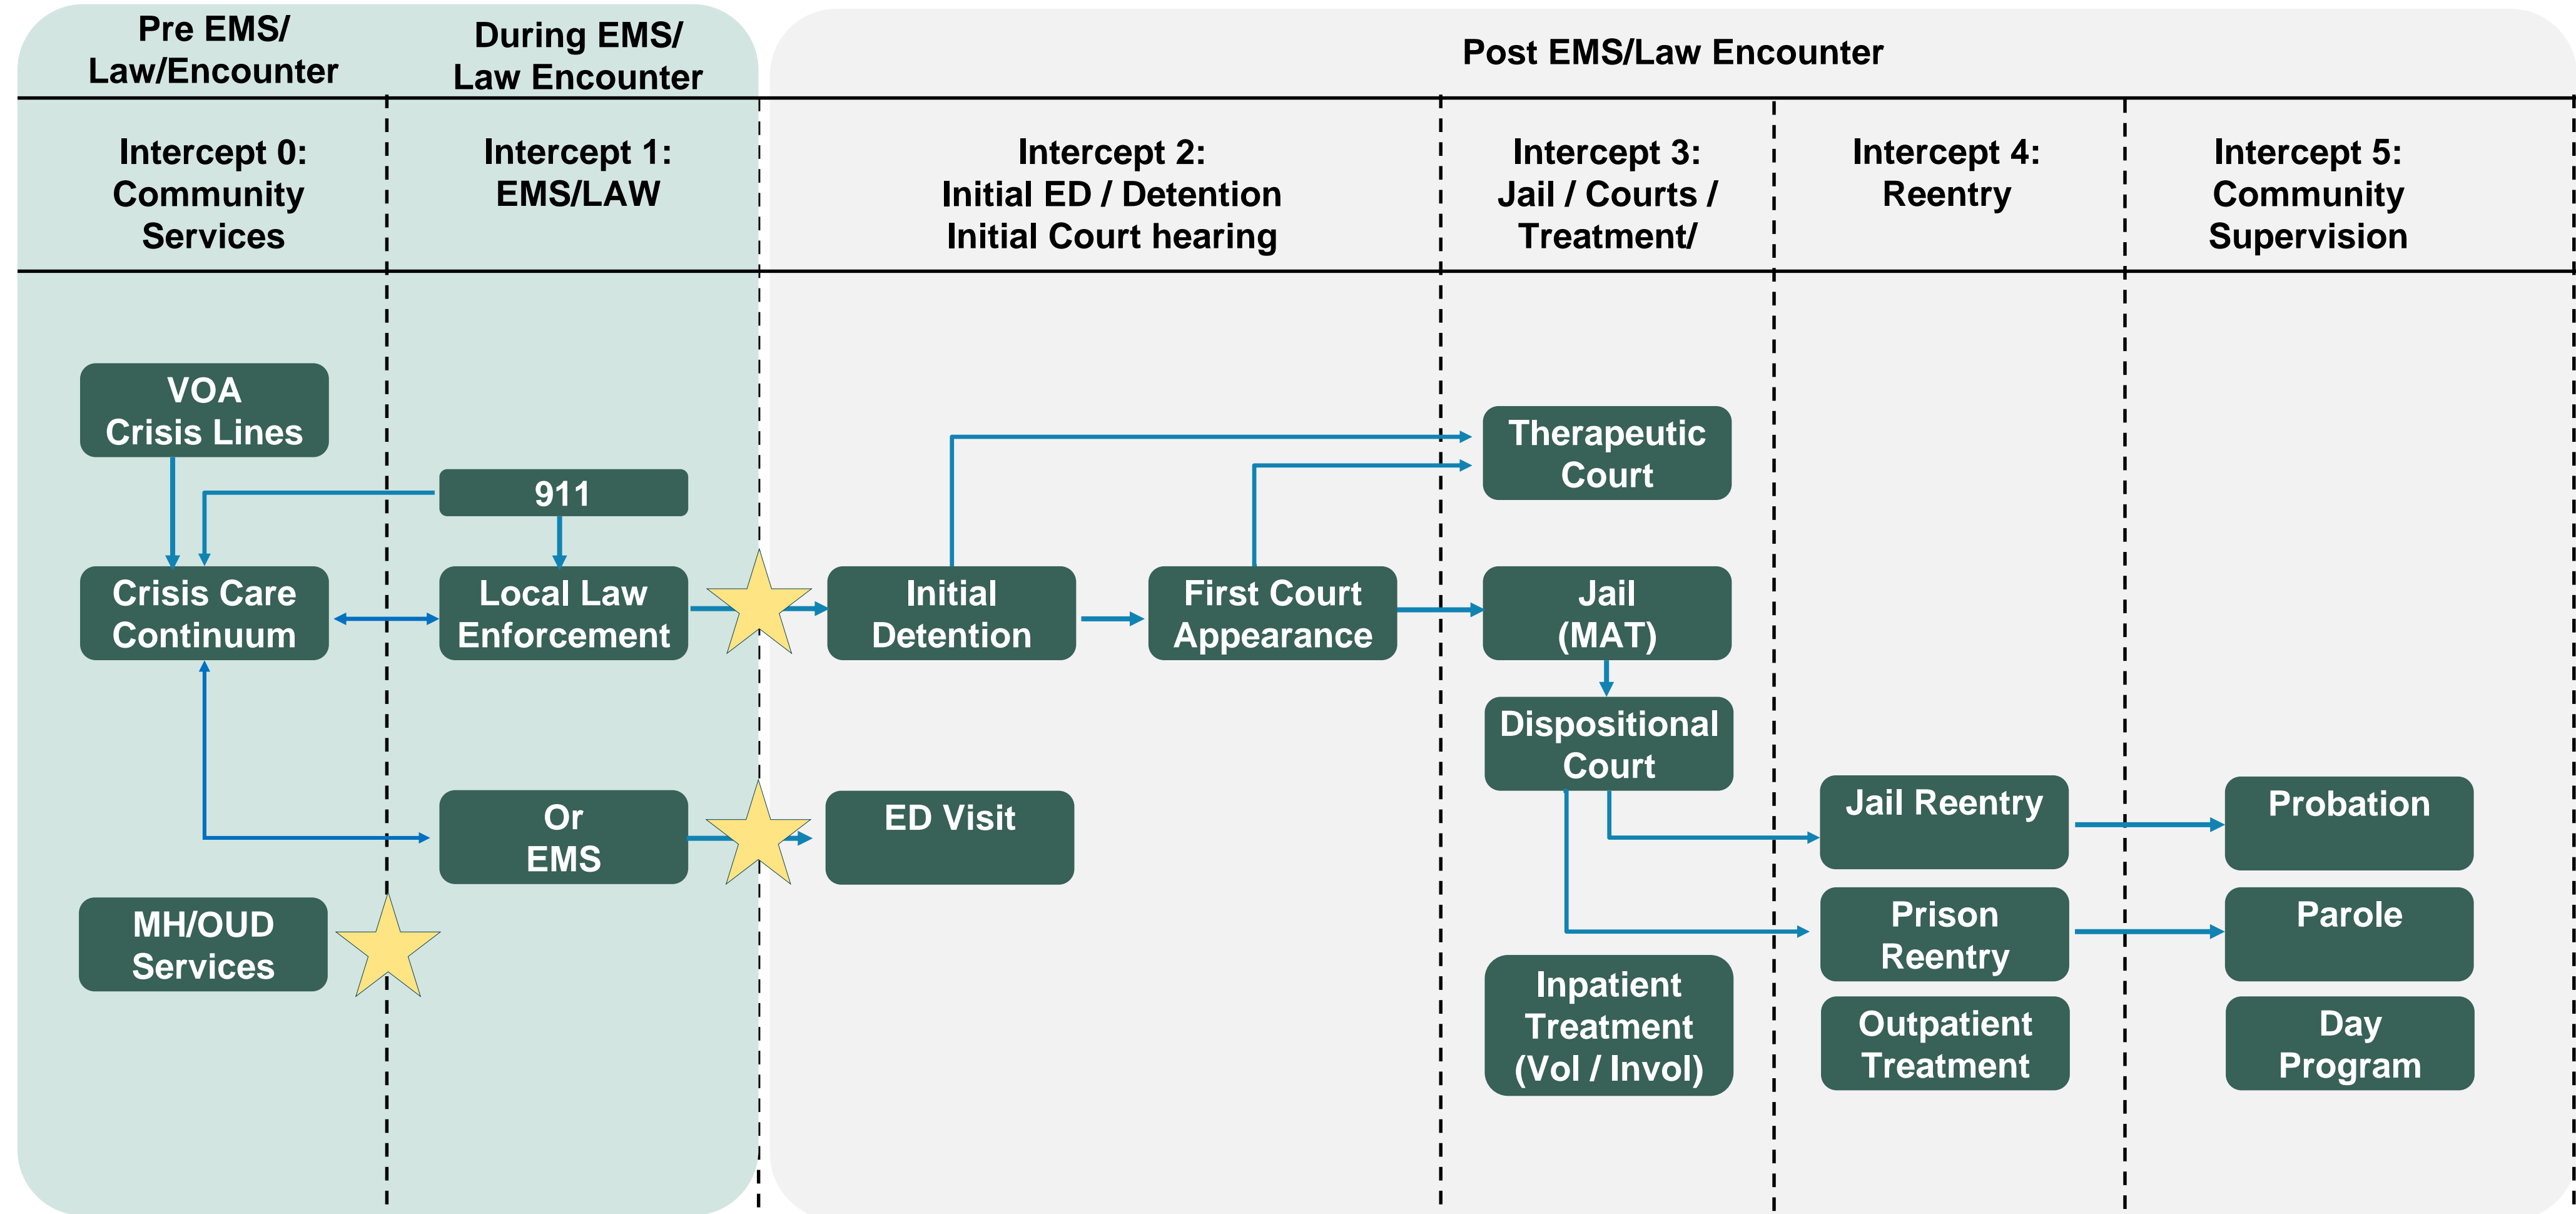 Pre EMS/
Law/Encounter
During EMS/
Law Encounter
Post EMS/Law Encounter
Intercept 0:
Community
Services
Intercept 1:
EMS/LAW
Intercept 2:
Initial ED / Detention
Initial Court hearing
Intercept 3:
Jail / Courts /
Treatment/
Intercept 4:
Reentry
Intercept 5:
Community
Supervision
VOA
Crisis Lines
911
Therapeutic
Court
Crisis Care
Continuum
Local Law
Enforcement
Initial
Detention
First Court
Appearance
Jail
(MAT)
Dispositional
Court
Or
EMS
ED Visit
Jail Reentry
Probation
MH/OUD
Services
Prison
Reentry
Parole
Inpatient
Treatment
(Vol / Invol)
Outpatient
Treatment
Day
Program